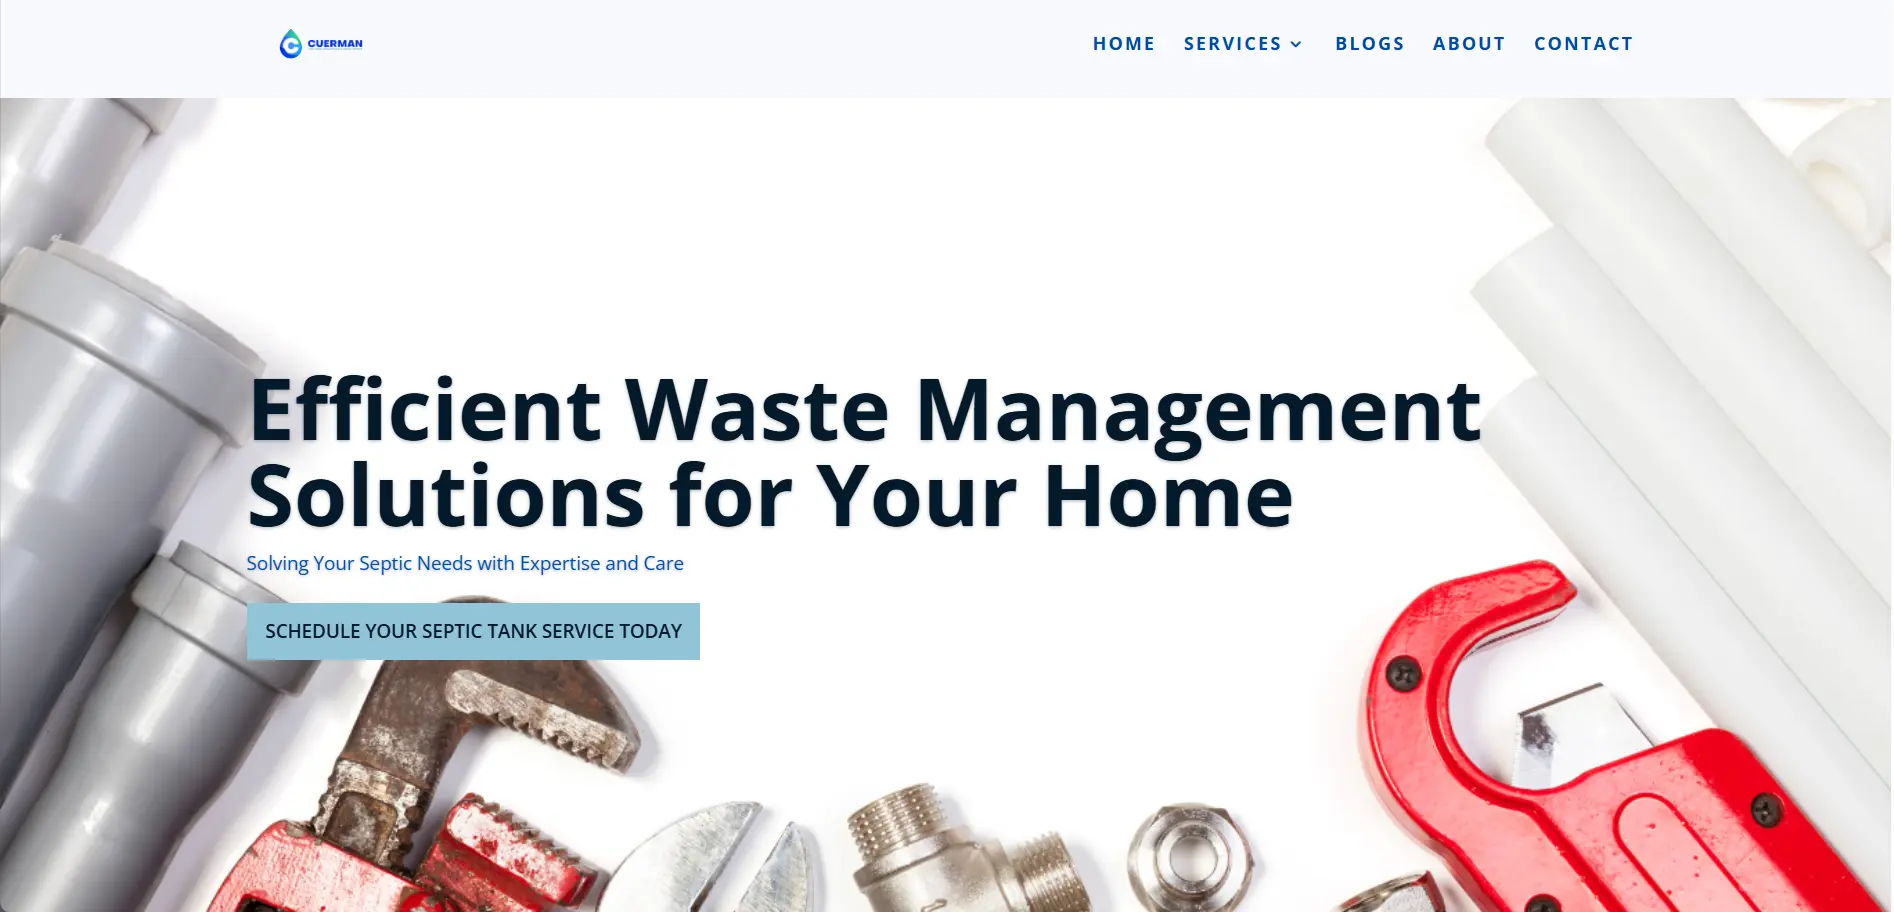 CUERMAN
HOME SERVICES BLOGS ABOUT CONTACT
Efficient Waste Management
Solutions for Your Home
Solving Your Septic Needs with Expertise and Care
SCHEDULE YOUR SEPTIC TANK SERVICE TODAY